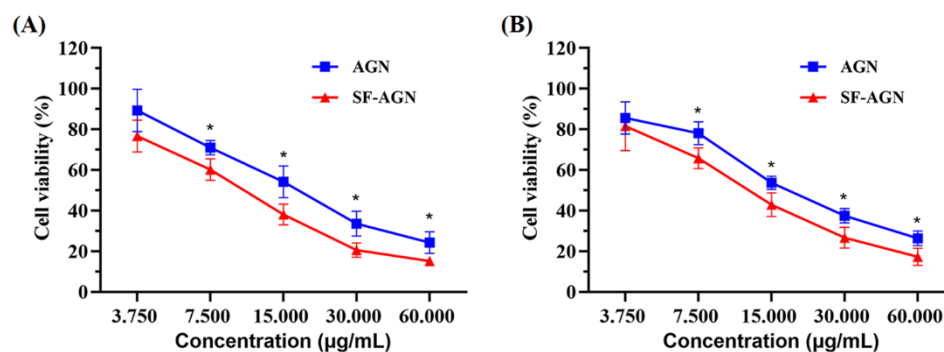 (A)
120
100
80
60
40
20
0
Cell viability (%)
AGN
SF-AGN
*
*
*
*
3.750 7.500 15.000 30.000 60.000
Concentration (µg/mL)
(B)
120
100
80
60
40
20
0
Cell viability (%)
AGN
SF-AGN
*
*
*
*
3.750 7.500 15.000 30.000 60.000
Concentration (µg/mL)